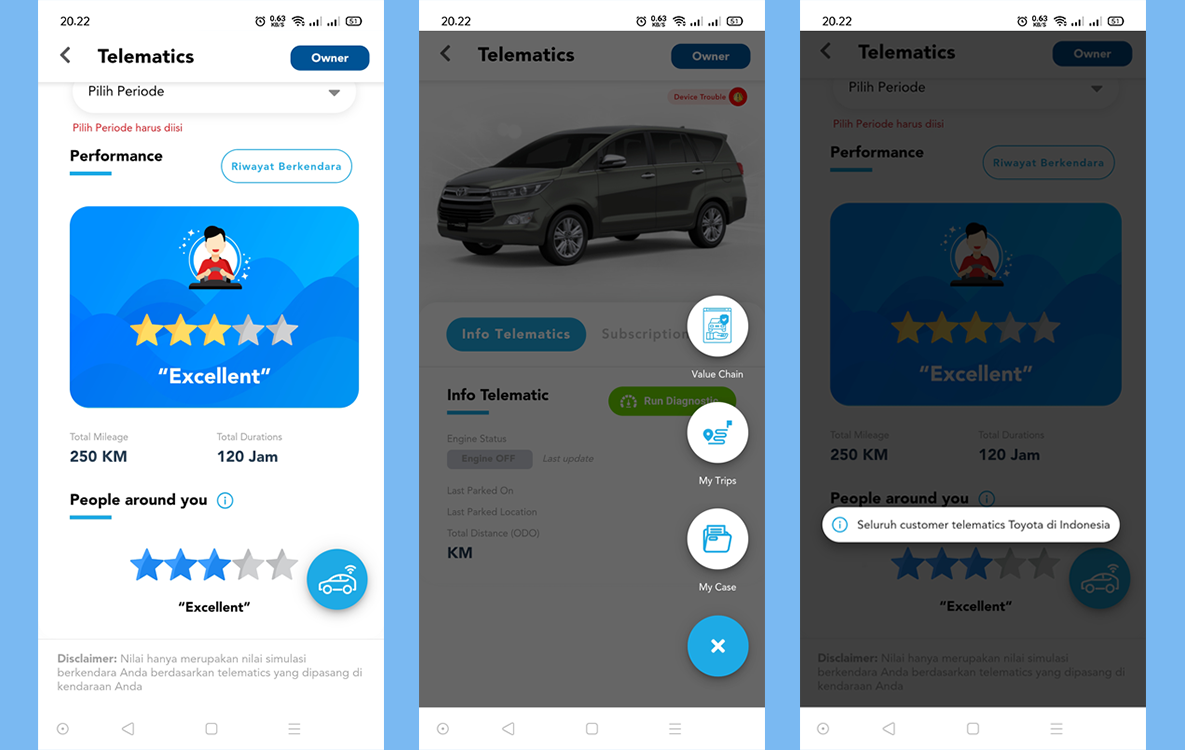 20.22
0.63
KB/S
51
Telematics
Owner
Pilih Periode
Pilih Periode harus diisi
Performance
Riwayat Berkendara
“Excellent”
Total Mileage
Total Durations
250 KM
120 Jam
People around you
“Excellent”
Disclaimer: Nilai hanya merupakan nilai simulasi
berkendara Anda berdasarkan telematics yang dipasang di
kendaraan Anda
20.22
0.63
KB/S
51
Telematics
Owner
Device Trouble
Info Telematics
Subscription
Value Chain
Info Telematic
Run Diagnostic
Engine Status
Engine OFF
Last update
My Trips
Last Parked On
Last Parked Location
Total Distance (ODO)
KM
My Case
20.22
0.63
KB/S
51
Telematics
Owner
Pilih Periode
Pilih Periode harus diisi
Performance
Riwayat Berkendara
“Excellent”
Total Mileage
Total Durations
250 KM
120 Jam
People around you
Seluruh customer telematics Toyota di Indonesia
“Excellent”
Disclaimer: Nilai hanya merupakan nilai simulasi
berkendara Anda berdasarkan telematics yang dipasang di
kendaraan Anda